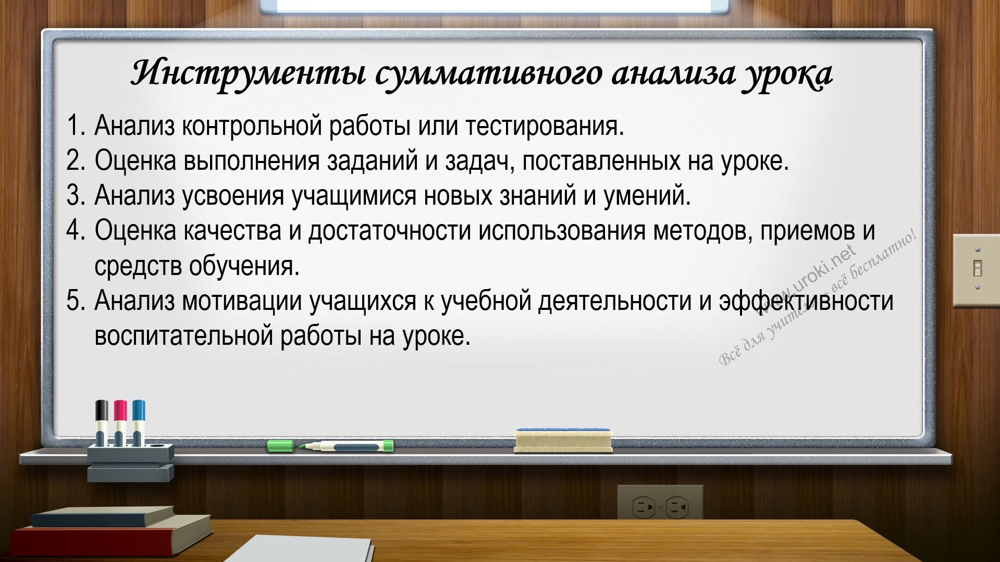 Инструменты суммативного анализа урока
1. Анализ контрольной работы или тестирования.
2. Оценка выполнения заданий и задач, поставленных на уроке.
3. Анализ усвоения учащимися новых знаний и умений.
4. Оценка качества и достаточности использования методов, приемов и
средств обучения.
5. Анализ мотивации учащихся к учебной деятельности и эффективности
воспитательной работы на уроке.
www.uroki.net
Всё для учителя – всё бесплатно!